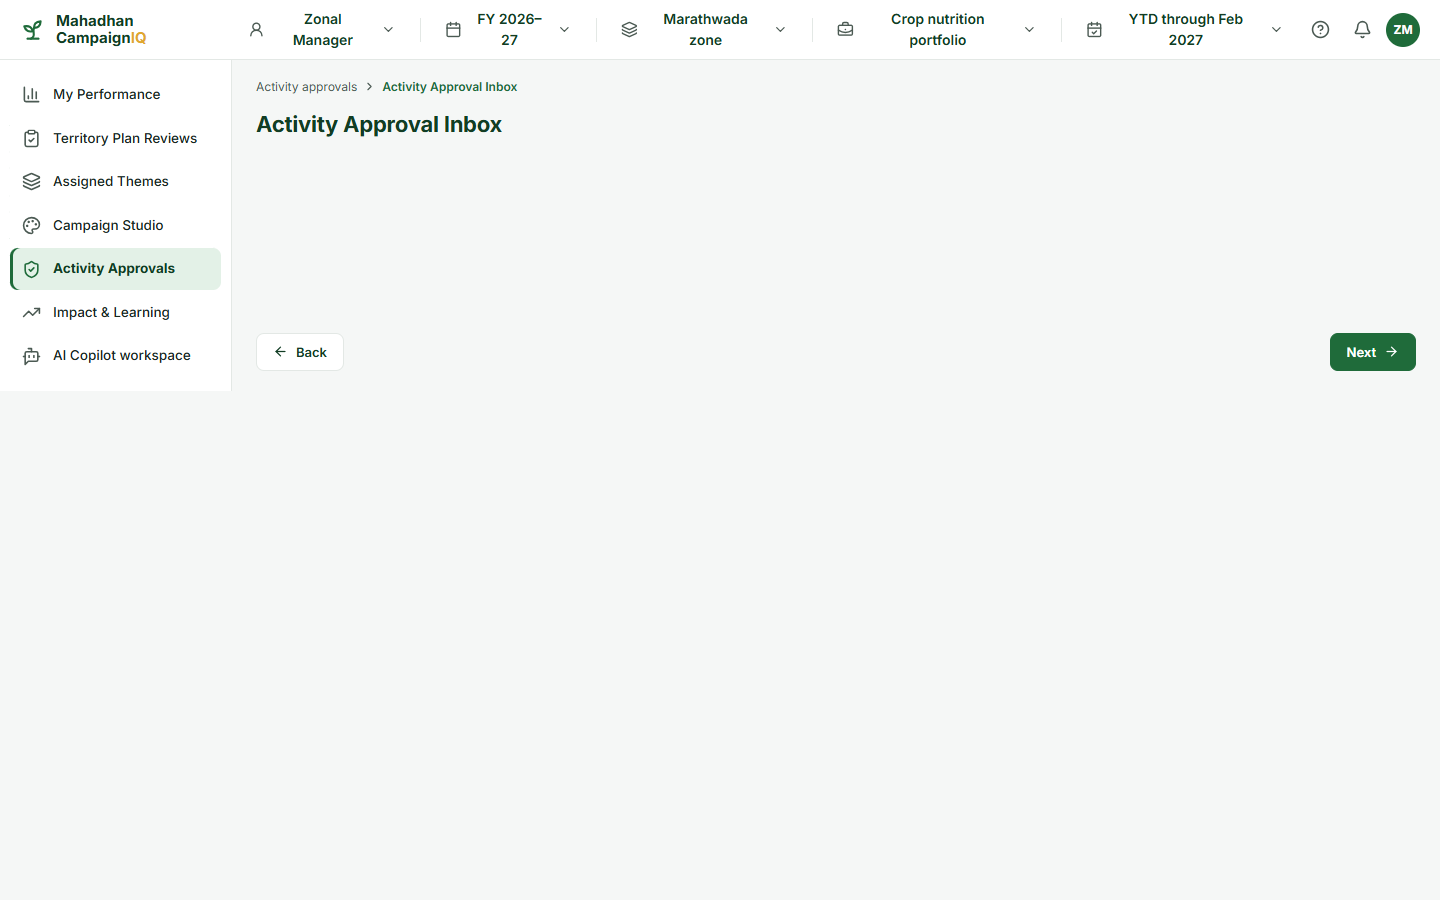 Mahadhan
CampaignIQ
Zonal
Manager
FY 2026–
27
Marathwada
zone
Crop nutrition
portfolio
YTD through Feb
2027
ZM
My Performance
Territory Plan Reviews
Assigned Themes
Campaign Studio
Activity Approvals
Impact & Learning
AI Copilot workspace
Activity approvals
Activity Approval Inbox
Activity Approval Inbox
Back
Next